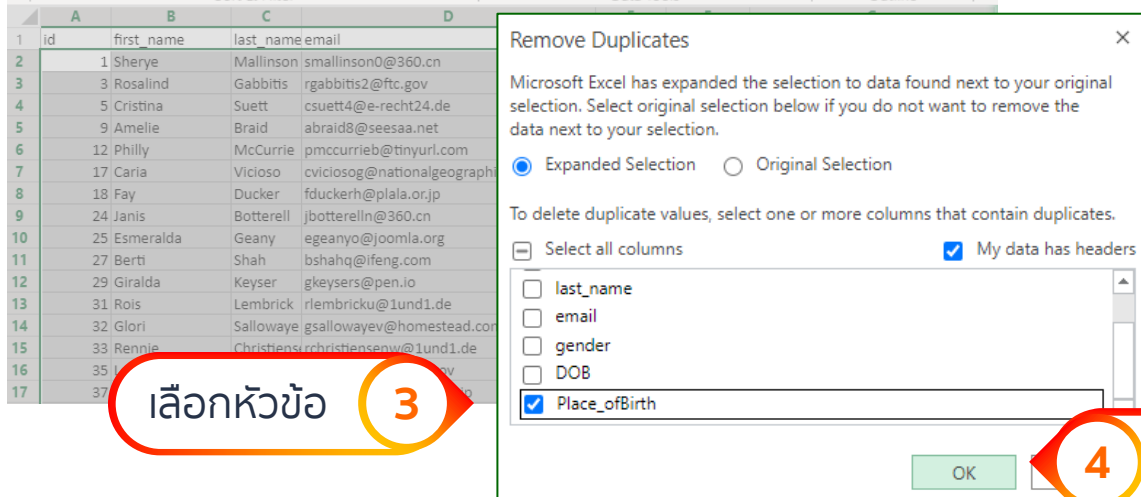 A B C D
1 id first_name last_name email
2 1 Sherye Mallinson smallinson0@360.cn
3 3 Rosalind Gabbitis rgabbitis2@ftc.gov
4 5 Cristina Suett csuett4@e-recht24.de
5 9 Amelie Braid abraid8@seesaa.net
6 12 Philly McCurrie pmccurrieb@tinyurl.com
7 17 Caria Vicioso cviciosog@nationalgeographi
8 18 Fay Ducker fduckerh@plala.or.jp
9 24 Janis Botterell jbotterelln@360.cn
10 25 Esmeralda Geany egeanyo@joomla.org
11 27 Berti Shah bshahq@ifeng.com
12 29 Giralda Keyser gkeysers@pen.io
13 31 Rois Lembrick rlembricku@1und1.de
14 32 Glori Sallowaye gsallowayev@homestead.con
15 33 Rennie Christiens rchristiensenw@1und1.de
16 35
17 37
เลือกหัวข้อ 3
Remove Duplicates
Microsoft Excel has expanded the selection to data found next to your original
selection. Select original selection below if you do not want to remove the
data next to your selection.
Expanded Selection Original Selection
To delete duplicate values, select one or more columns that contain duplicates.
Select all columns My data has headers
last_name
email
gender
DOB
Place_ofBirth
OK 4